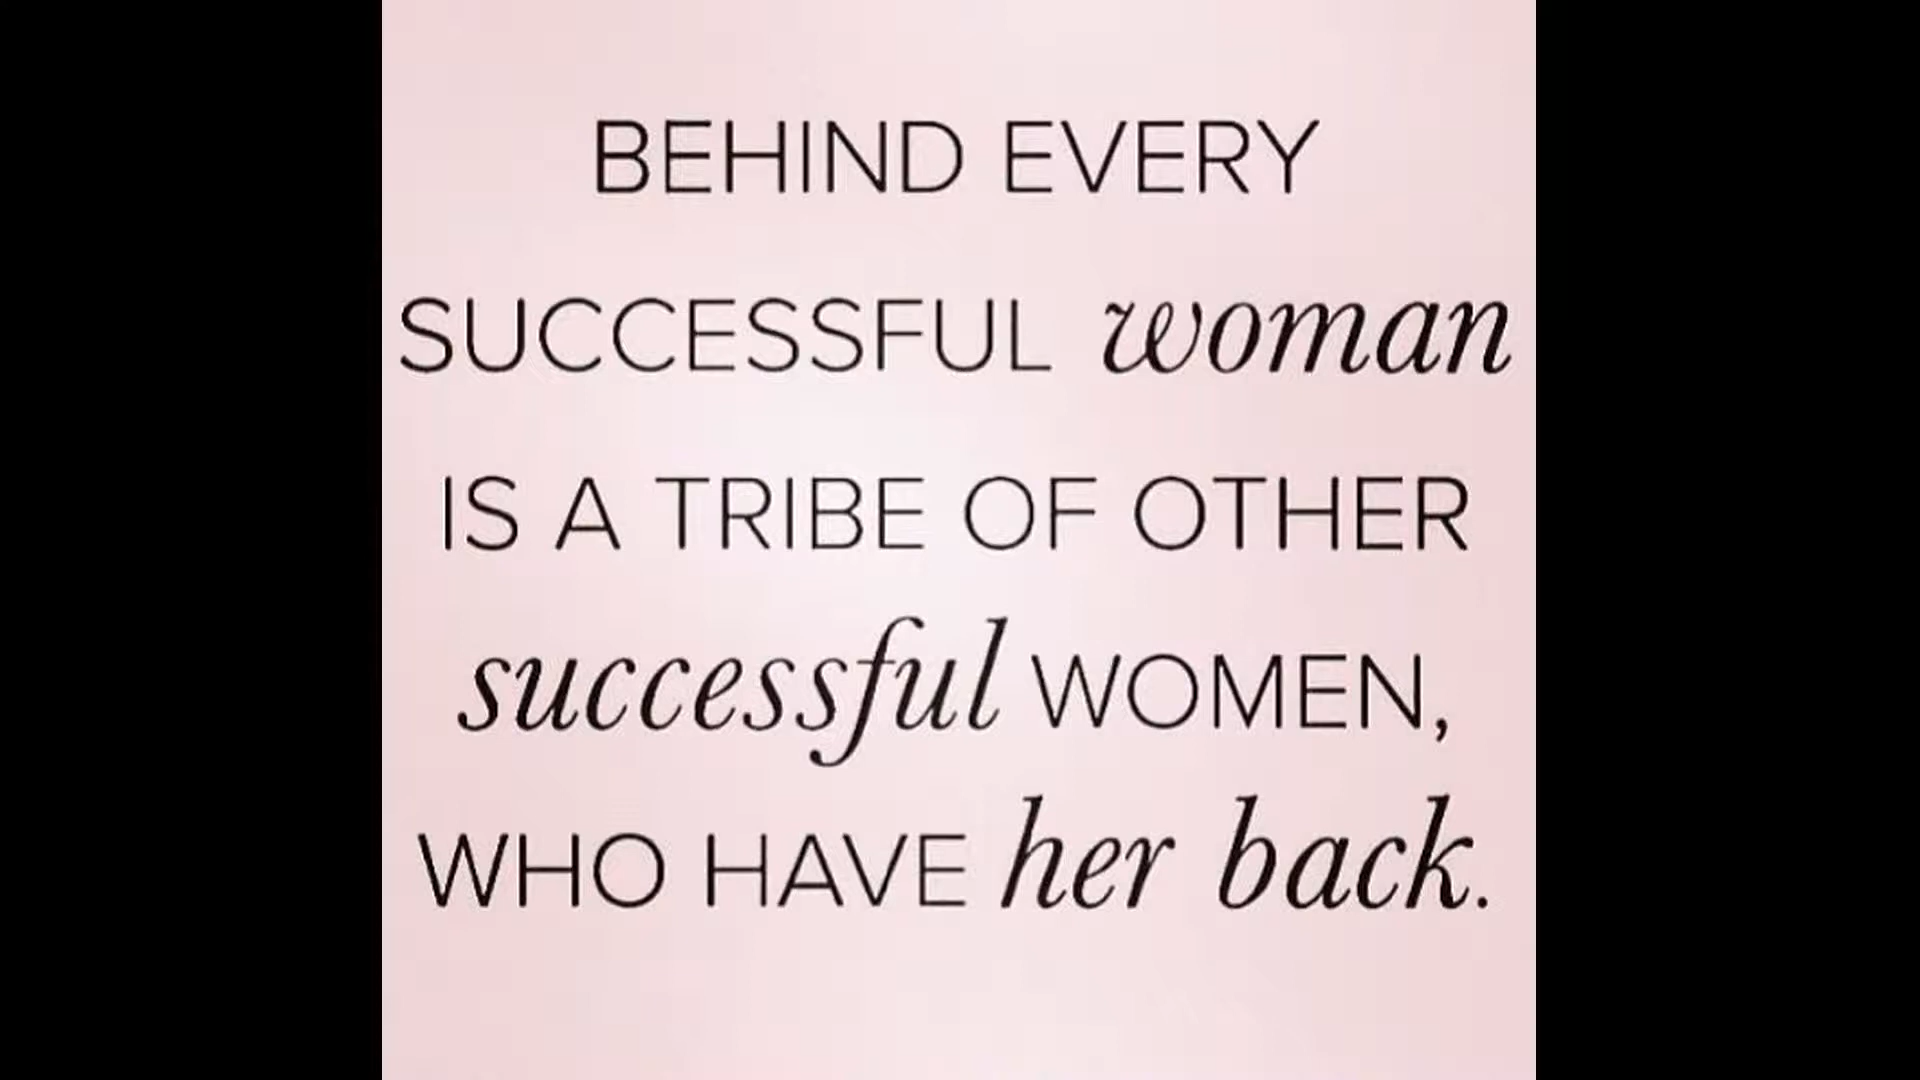 BEHIND EVERY
SUCCESSFUL woman
IS A TRIBE OF OTHER
successful WOMEN,
WHO HAVE her back.